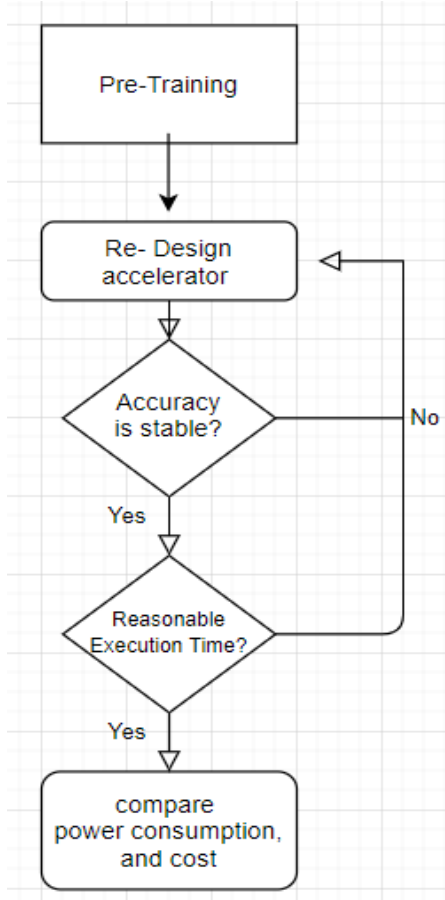 Pre-Training
Re- Design
accelerator
Accuracy
is stable?
No
Yes
Reasonable
Execution Time?
Yes
compare
power consumption,
and cost